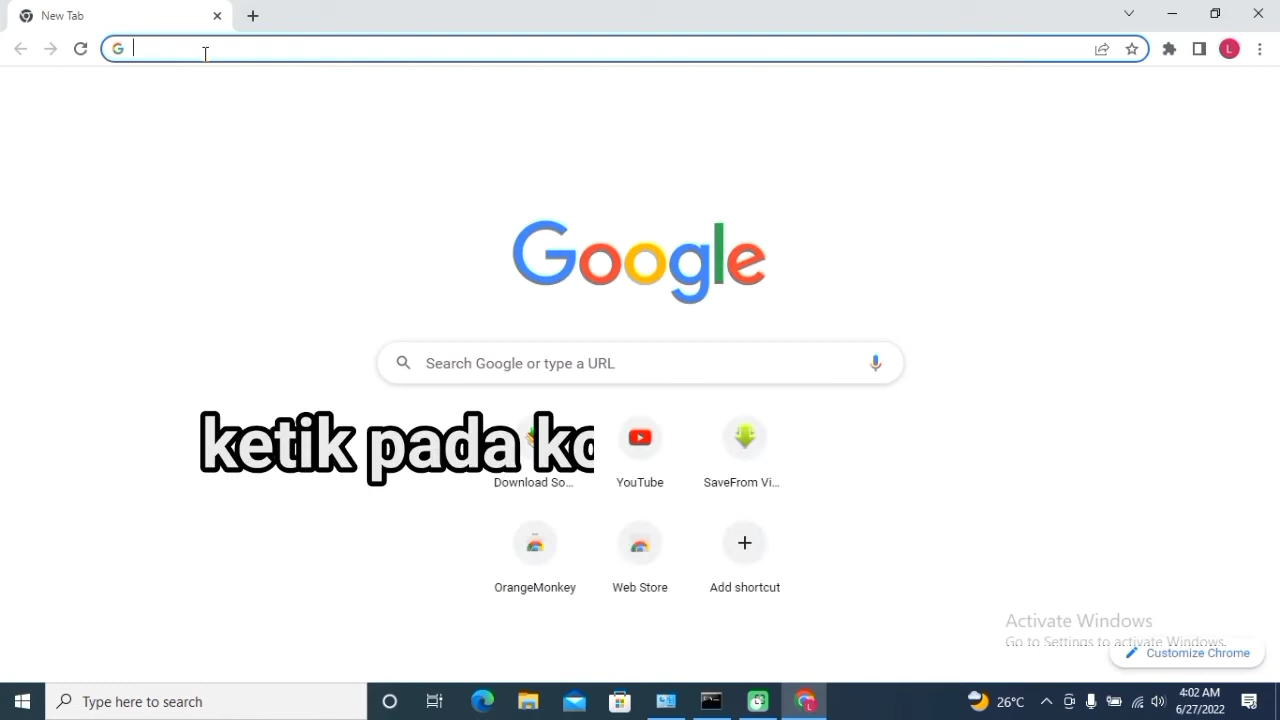 New Tab
Google
Search Google or type a URL
ketik pada
Download So...
YouTube
SaveFrom Vi...
OrangeMonkey
Web Store
Add shortcut
Activate Windows
Go to Settings to activate Windows.
Customize Chrome
Type here to search
26°C
4:02 AM
6/27/2022
L